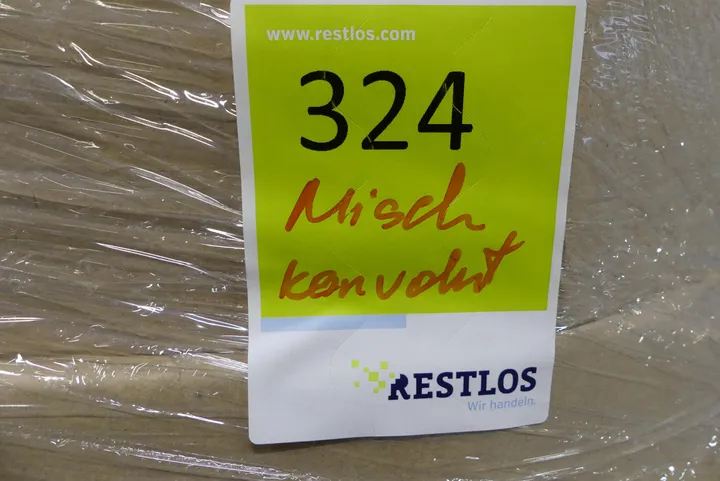 www.restlos.com
324
Misch
konvolut
RESTLOS
Wir handeln.